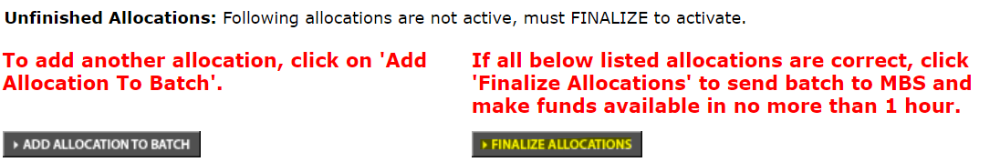 Unfinished Allocations: Following allocations are not active, must FINALIZE to activate.
To add another allocation, click on 'Add
Allocation To Batch'.
If all below listed allocations are correct, click
'Finalize Allocations' to send batch to MBS and
make funds available in no more than 1 hour.
ADD ALLOCATION TO BATCH
FINALIZE ALLOCATIONS